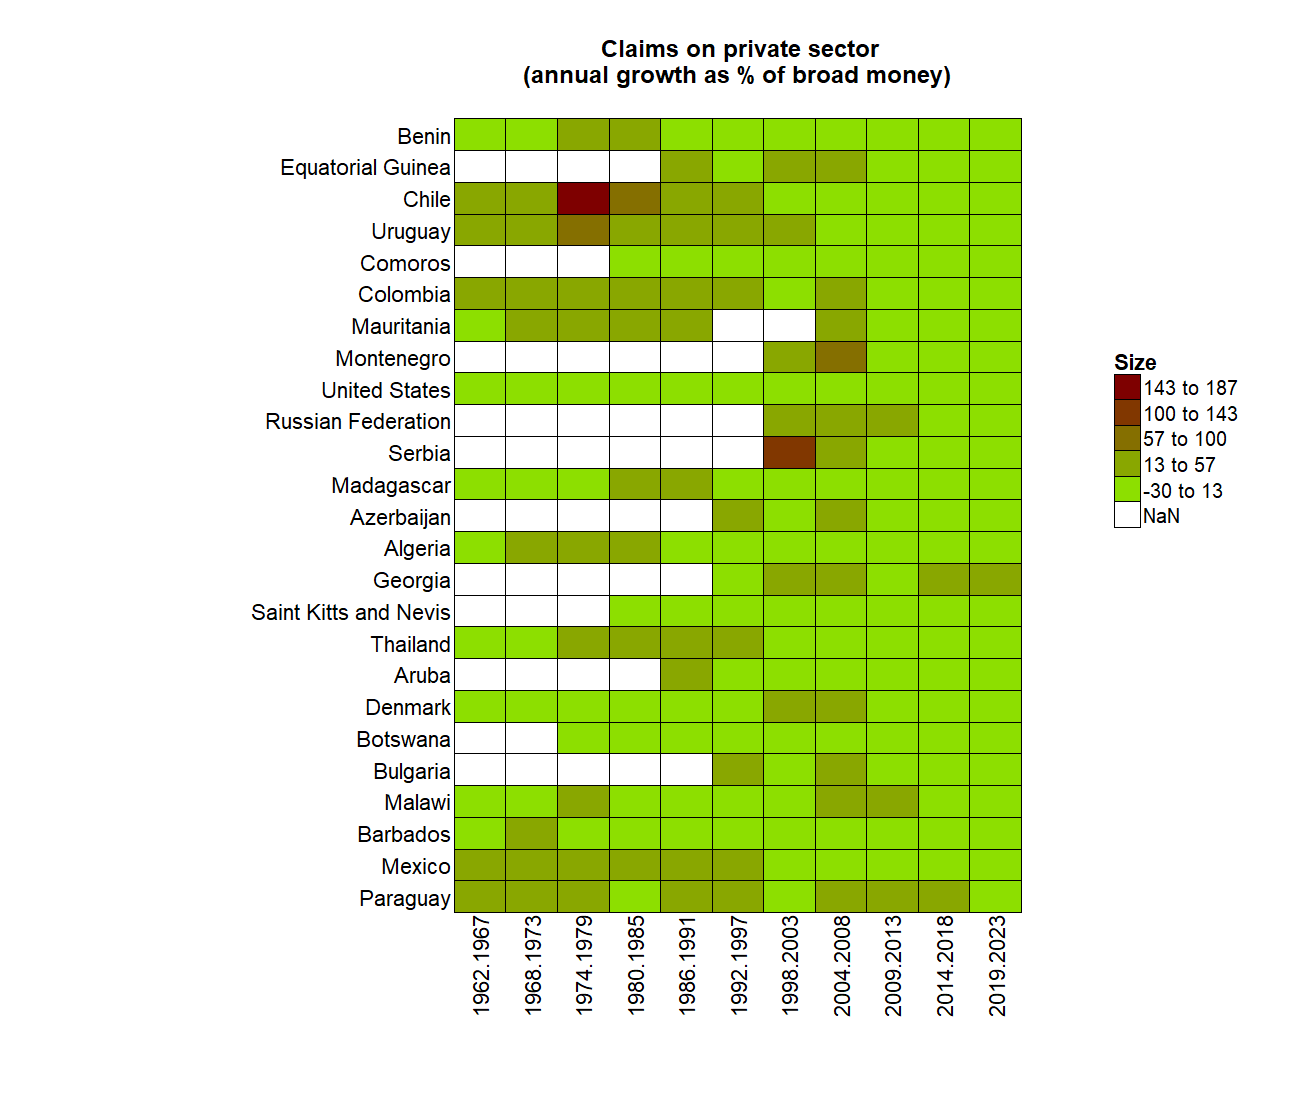 Claims on private sector
(annual growth as % of broad money)
Benin
Equatorial Guinea
Chile
Uruguay
Comoros
Colombia
Mauritania
Montenegro
United States
Russian Federation
Serbia
Madagascar
Azerbaijan
Algeria
Georgia
Saint Kitts and Nevis
Thailand
Aruba
Denmark
Botswana
Bulgaria
Malawi
Barbados
Mexico
Paraguay
1962.1967
1968.1973
1974.1979
1980.1985
1986.1991
1992.1997
1998.2003
2004.2008
2009.2013
2014.2018
2019.2023
Size
143 to 187
100 to 143
57 to 100
13 to 57
-30 to 13
NaN